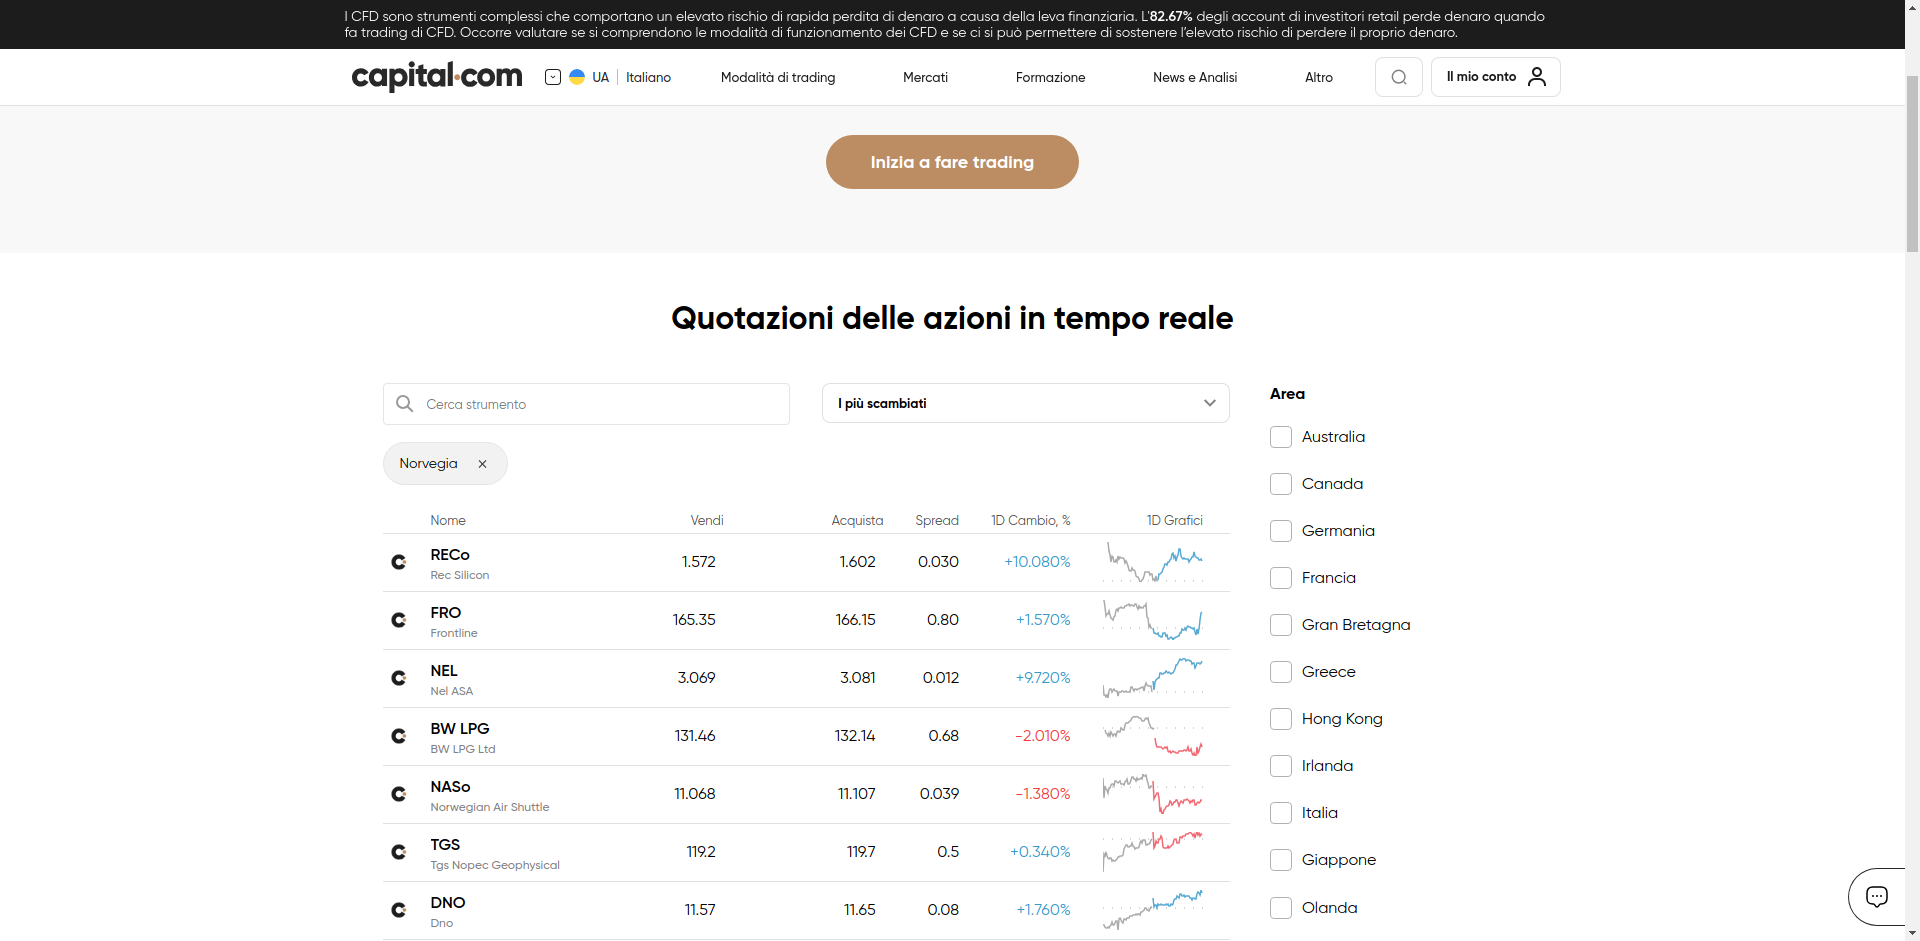 I CFD sono strumenti complessi che comportano un elevato rischio di rapida perdita di denaro a causa della leva finanziaria. L'82.67% degli account di investitori retail perde denaro quando
fa trading di CFD. Occorre valutare se si comprendono le modalità di funzionamento dei CFD e se ci si può permettere di sostenere l'elevato rischio di perdere il proprio denaro.
capital.com UA Italiano Modalità di trading Mercati Formazione News e Analisi Altro Il mio conto
Inizia a fare trading
Quotazioni delle azioni in tempo reale
Cerca strumento
I più scambiati
Norvegia
Nome Vendi Acquista Spread 1D Cambio, % 1D Grafici
RECo 1.572 1.602 0.030 +10.080%
Rec Silicon
FRO 165.35 166.15 0.80 +1.570%
Frontline
NEL 3.069 3.081 0.012 +9.720%
Nel ASA
BW LPG 131.46 132.14 0.68 -2.010%
BW LPG Ltd
NASo 11.068 11.107 0.039 -1.380%
Norwegian Air Shuttle
TGS 119.2 119.7 0.5 +0.340%
Tgs Nopec Geophysical
DNO 11.57 11.65 0.08 +1.760%
Dno
Area
Australia
Canada
Germania
Francia
Gran Bretagna
Greece
Hong Kong
Irlanda
Italia
Giappone
Olanda